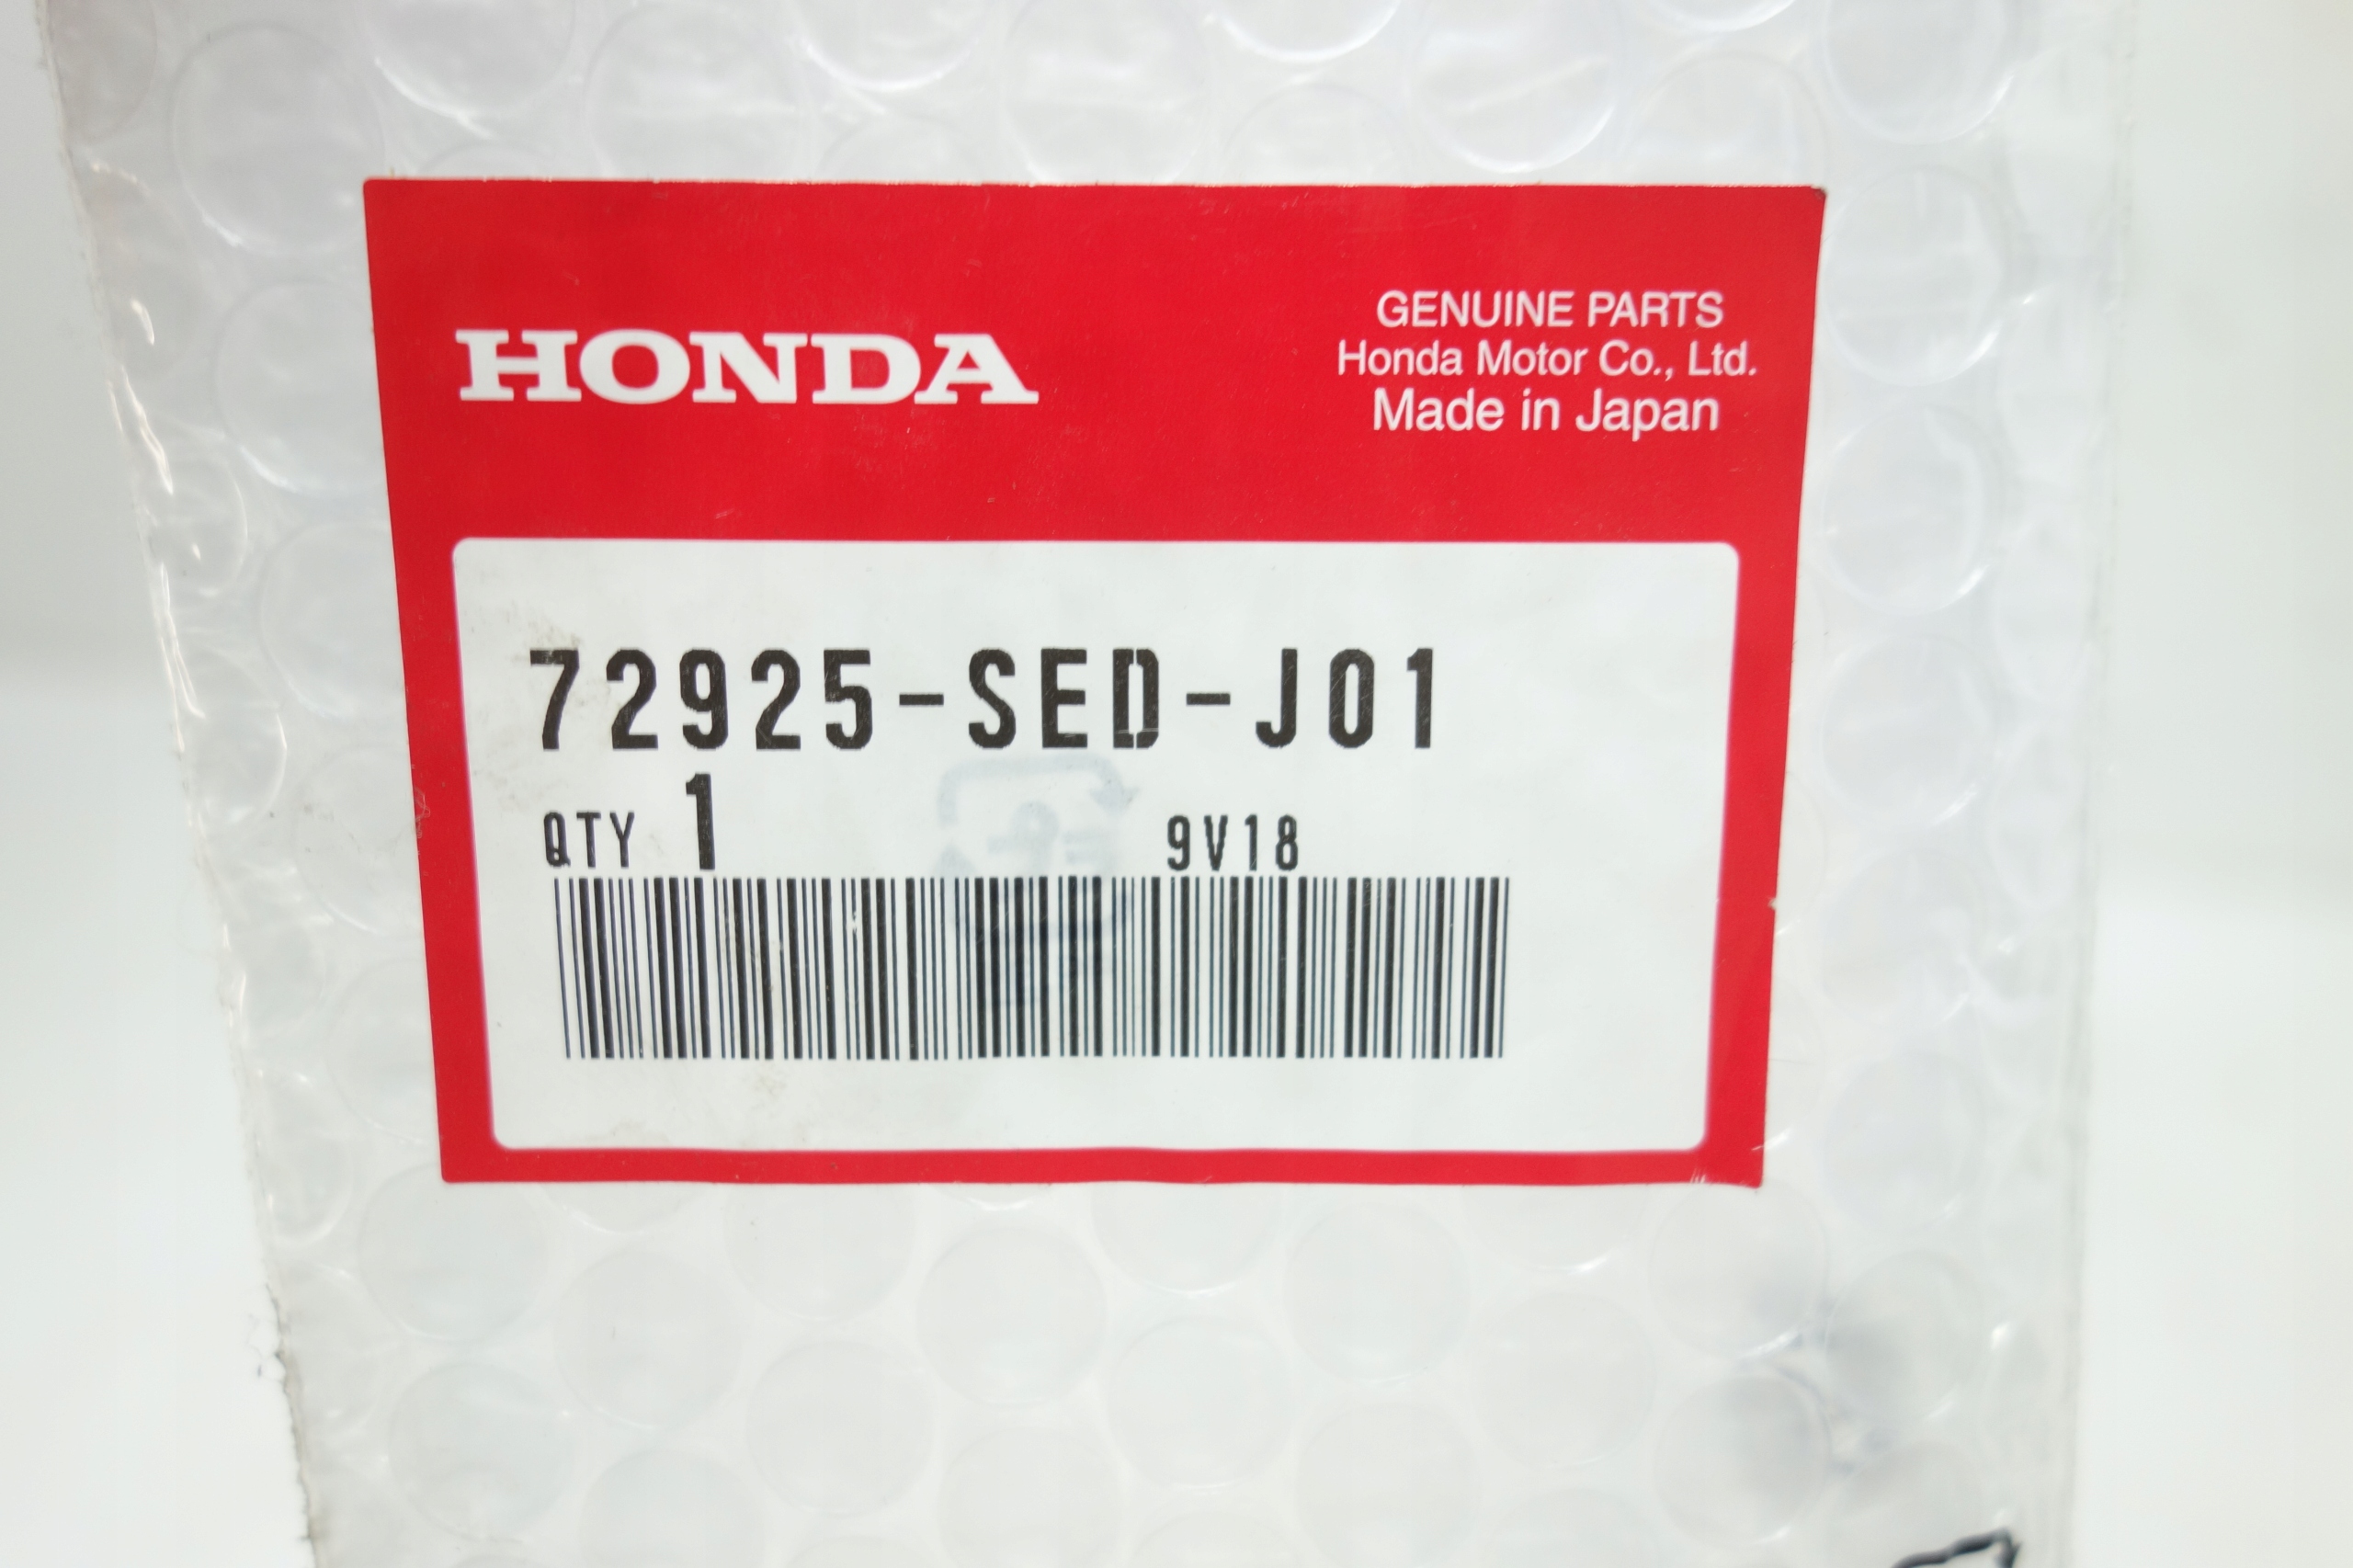 HONDA
GENUINE PARTS
Honda Motor Co., Ltd.
Made in Japan
72925-SED-J01
QTY 1
9V18